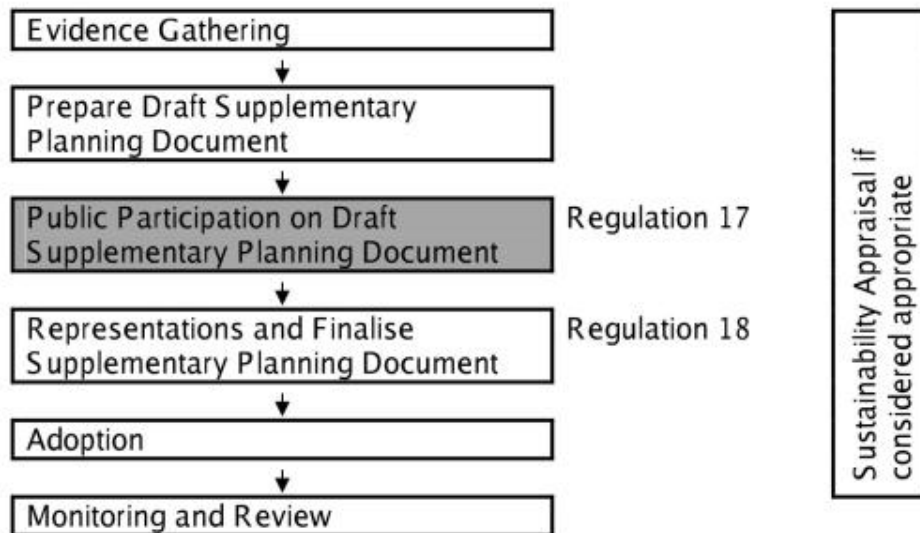 Evidence Gathering
Prepare Draft Supplementary
Planning Document
Public Participation on Draft
Supplementary Planning Document
Regulation 17
Representations and Finalise
Supplementary Planning Document
Regulation 18
Adoption
Monitoring and Review
Sustainability Appraisal if
considered appropriate